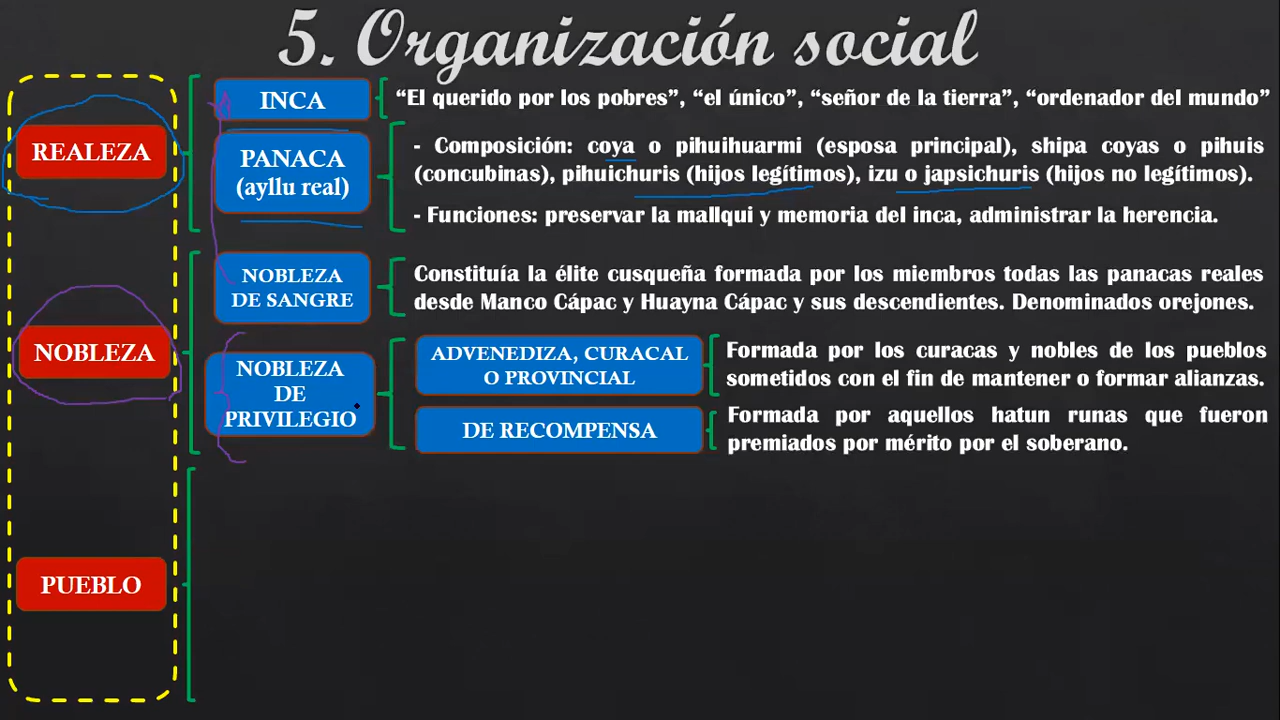 5. Organización social
REALEZA
INCA
“El querido por los pobres”, “el único”, “señor de la tierra”, “ordenador del mundo”
PANACA
(ayllu real)
- Composición: coya o pihuihuarmi (esposa principal), shipa coyas o pihuis
(concubinas), pihuichuris (hijos legítimos), izu o japsichuris (hijos no legítimos).
- Funciones: preservar la mallqui y memoria del inca, administrar la herencia.
NOBLEZA
NOBLEZA
DE SANGRE
Constituía la élite cusqueña formada por los miembros todas las panacas reales
desde Manco Cápac y Huayna Cápac y sus descendientes. Denominados orejones.
NOBLEZA
DE
PRIVILEGIO
ADVENEDIZA, CURACAL
O PROVINCIAL
Formada por los curacas y nobles de los pueblos
sometidos con el fin de mantener o formar alianzas.
DE RECOMPENSA
Formada por aquellos hatun runas que fueron
premiados por mérito por el soberano.
PUEBLO